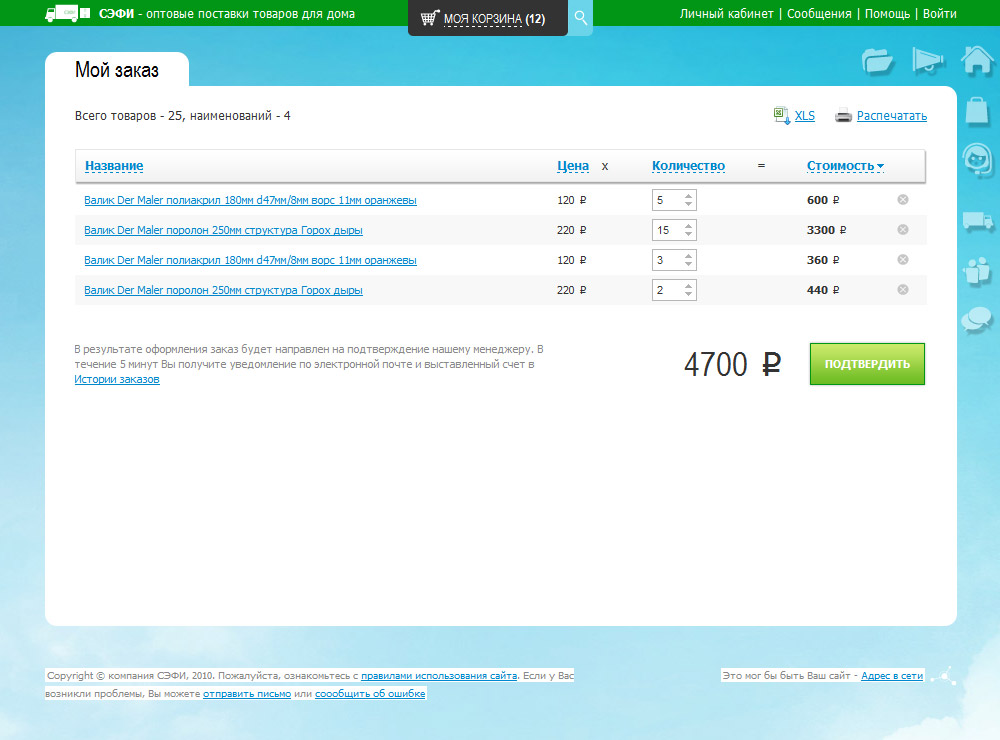 СЭФИ - оптовые поставки товаров для дома
МОЯ КОРЗИНА (12)
Личный кабинет | Сообщения | Помощь | Войти
Мой заказ
Всего товаров - 25, наименований - 4
XLS Распечатать
Название Цена x Количество = Стоимость
Валик Der Maler полиакрил 180мм d47мм/8мм ворс 11мм оранжевы 120 ₽ 5 600 ₽
Валик Der Maler поролон 250мм структура Горох дыры 220 ₽ 15 3300 ₽
Валик Der Maler полиакрил 180мм d47мм/8мм ворс 11мм оранжевы 120 ₽ 3 360 ₽
Валик Der Maler поролон 250мм структура Горох дыры 220 ₽ 2 440 ₽
В результате оформления заказ будет направлен на подтверждение нашему менеджеру. В
течение 5 минут Вы получите уведомление по электронной почте и выставленный счет в
Истории заказов
4700 ₽
ПОДТВЕРДИТЬ
Copyright © компания СЭФИ, 2010. Пожалуйста, ознакомьтесь с правилами использования сайта. Если у Вас
возникли проблемы, Вы можете отправить письмо или соообщить об ошибке
Это мог бы быть Ваш сайт - Адрес в сети